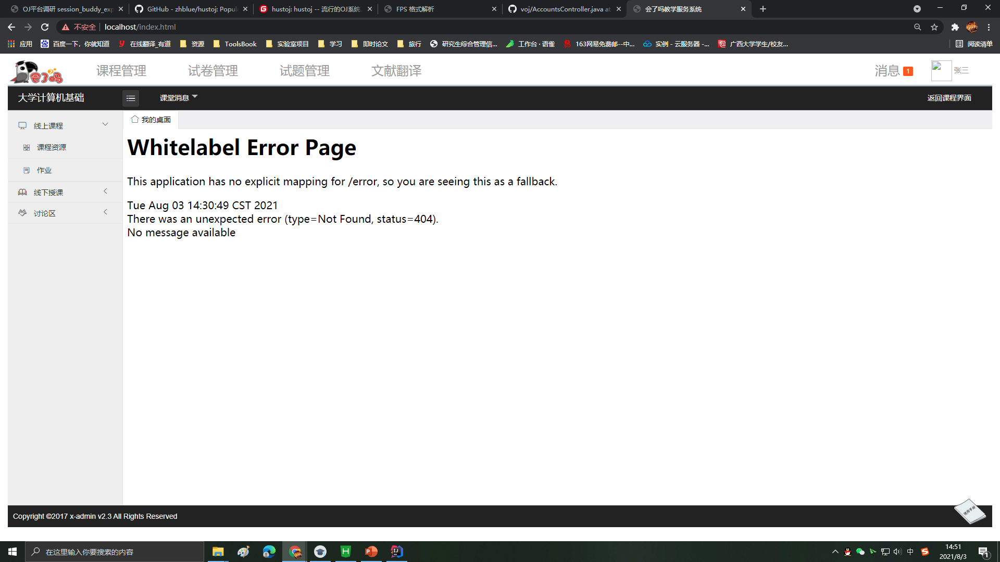 OJ平台调研 session_buddy_exp
GitHub - zhblue/hustoj: Popul
hustoj: hustoj -- 流行的OJ系统,
FPS 格式解析
voj/AccountsController.java at
会了吗教学服务系统
不安全
localhost/index.html
应用
百度一下，你就知道
在线翻译_有道
资源
ToolsBook
实验室项目
学习
即时论文
旅行
研究生综合管理信...
工作台 · 语雀
163网易免费邮--中...
实例 - 云服务器 -...
广西大学学生/校友...
阅读清单
会了吗
课程管理
试卷管理
试题管理
文献翻译
消息 1
张三
大学计算机基础
课堂消息
返回课程界面
线上课程
课程资源
作业
线下授课
讨论区
我的桌面
Whitelabel Error Page
This application has no explicit mapping for /error, so you are seeing this as a fallback.
Tue Aug 03 14:30:49 CST 2021
There was an unexpected error (type=Not Found, status=404).
No message available
使用手册
Copyright ©2017 x-admin v2.3 All Rights Reserved
在这里输入你要搜索的内容
中
14:51
2021/8/3
1